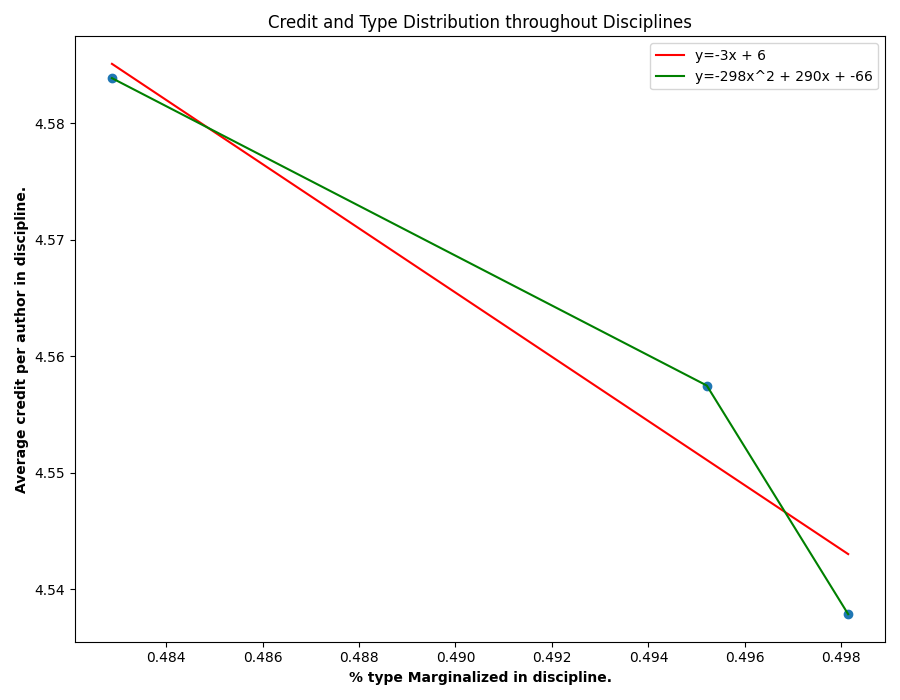 Credit and Type Distribution throughout Disciplines
y=-3x + 6
y=-298x^2 + 290x + -66
Average credit per author in discipline.
4.58
4.57
4.56
4.55
4.54
0.484 0.486 0.488 0.490 0.492 0.494 0.496 0.498
% type Marginalized in discipline.